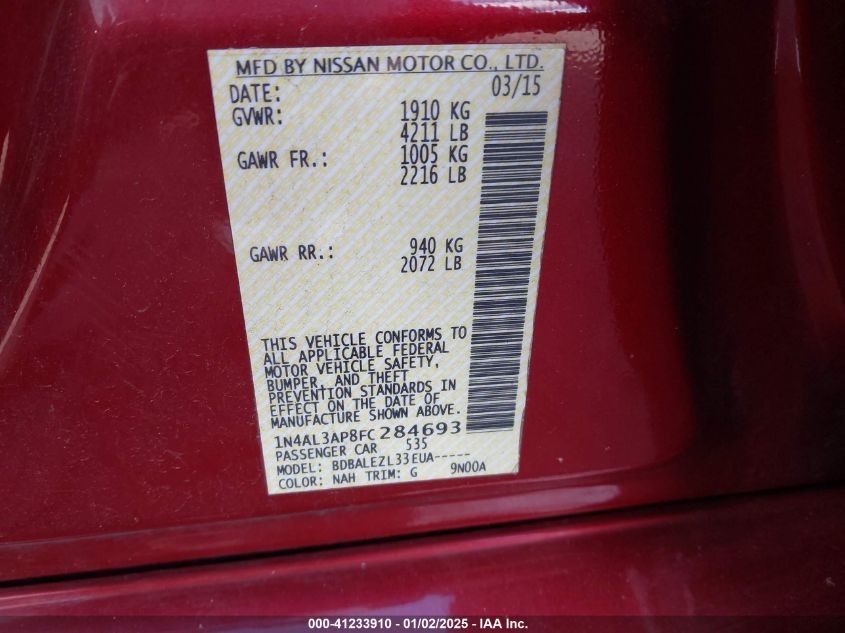 MFD BY NISSAN MOTOR CO., LTD.
DATE: 03/15
GVWR: 1910 KG
4211 LB
GAWR FR.: 1005 KG
2216 LB
GAWR RR.: 940 KG
2072 LB
THIS VEHICLE CONFORMS TO
ALL APPLICABLE FEDERAL
MOTOR VEHICLE SAFETY,
BUMPER, AND THEFT
PREVENTION STANDARDS IN
EFFECT ON THE DATE OF
MANUFACTURE SHOWN ABOVE.
1N4AL3AP8FC284693
PASSENGER CAR 535
MODEL: BDBALEZL33EUA-----
COLOR: NAH TRIM: G 9N00A
000-41233910 - 01/02/2025 - IAA Inc.